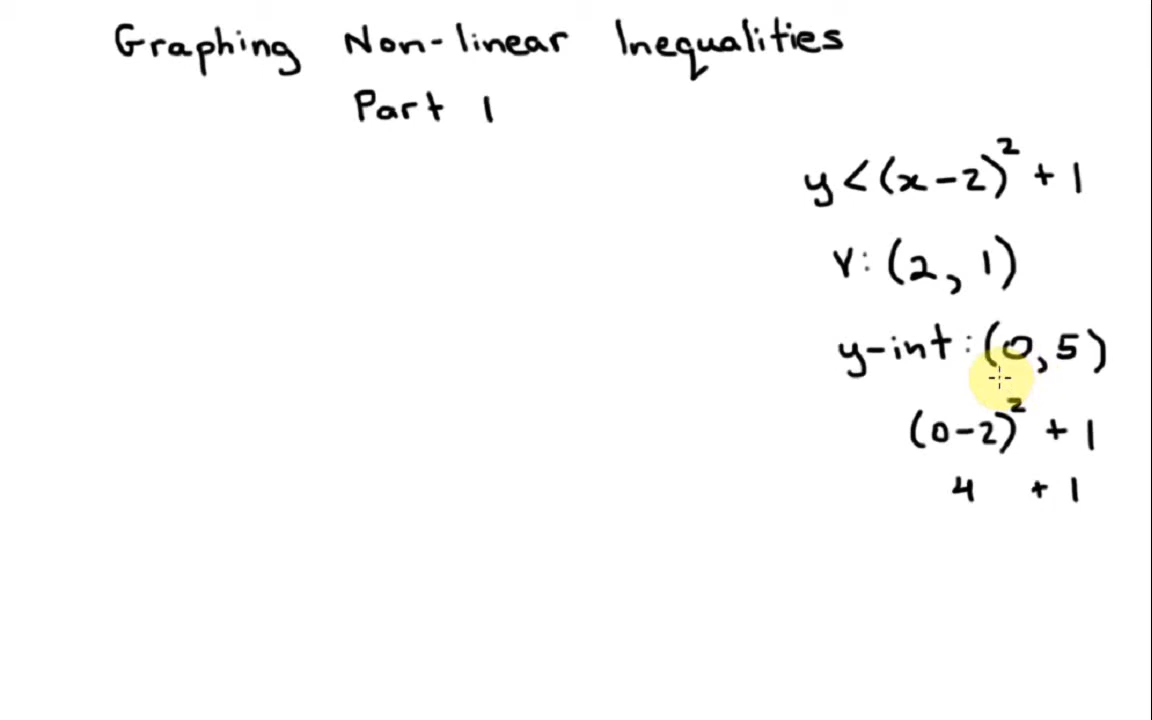 Graphing Non-linear Inequalities
Part 1
y < (x-2)² + 1
V: (2, 1)
y-int: (0, 5)
(0-2)² + 1
4 + 1